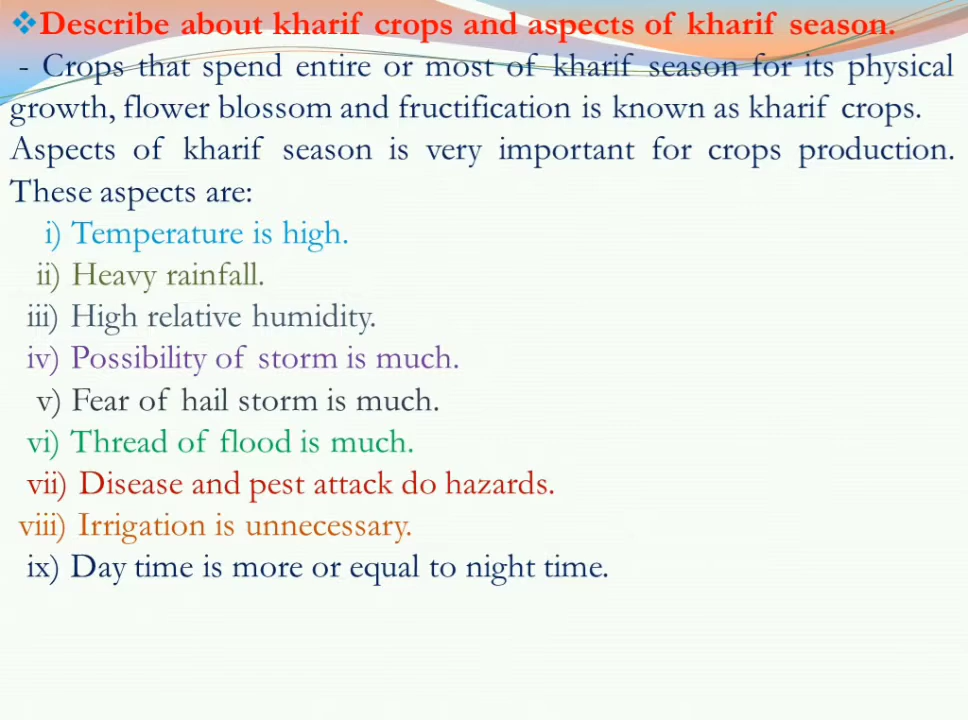 ❖Describe about kharif crops and aspects of kharif season.
- Crops that spend entire or most of kharif season for its physical
growth, flower blossom and fructification is known as kharif crops.
Aspects of kharif season is very important for crops production.
These aspects are:
i) Temperature is high.
ii) Heavy rainfall.
iii) High relative humidity.
iv) Possibility of storm is much.
v) Fear of hail storm is much.
vi) Thread of flood is much.
vii) Disease and pest attack do hazards.
viii) Irrigation is unnecessary.
ix) Day time is more or equal to night time.